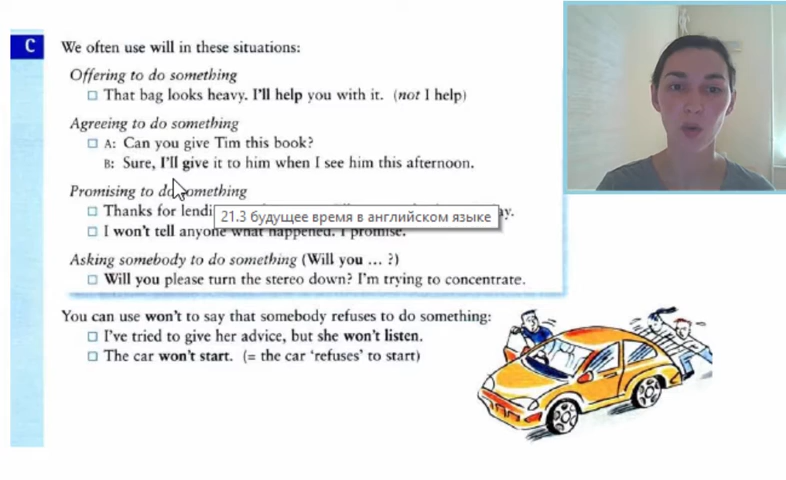 C
We often use will in these situations:
Offering to do something
That bag looks heavy. I'll help you with it. (not I help)
Agreeing to do something
A: Can you give Tim this book?
B: Sure, I'll give it to him when I see him this afternoon.
Promising to do something
Thanks for
21.3 будущее время в английском языке
I won't tell anyone what happened. I promise.
Asking somebody to do something (Will you ... ?)
Will you please turn the stereo down? I'm trying to concentrate.
You can use won't to say that somebody refuses to do something:
I've tried to give her advice, but she won't listen.
The car won't start. (= the car 'refuses' to start)